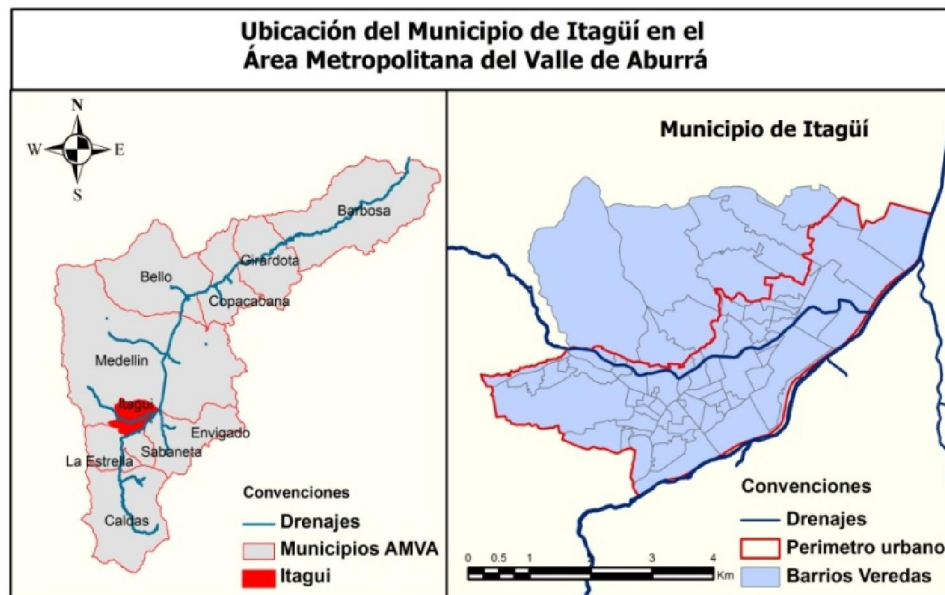 Ubicación del Municipio de Itagüí en el
Área Metropolitana del Valle de Aburrá
N
W
E
S
Barbosa
Girardota
Bello
Copacabana
Medellin
Itagui
Envigado
Sabaneta
La Estrella
Caldas
Convenciones
Drenajes
Municipios AMVA
Itagui
Municipio de Itagüí
Convenciones
Drenajes
Perimetro urbano
Barrios Veredas
0 0.5 1 2 3 4
Km